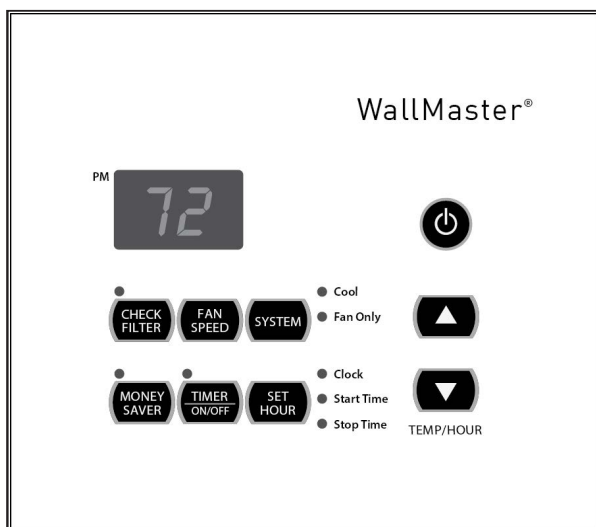 WallMaster®
PM
72
CHECK
FILTER
FAN
SPEED
SYSTEM
Cool
Fan Only
MONEY
SAVER
TIMER
ON/OFF
SET
HOUR
Clock
Start Time
Stop Time
TEMP/HOUR